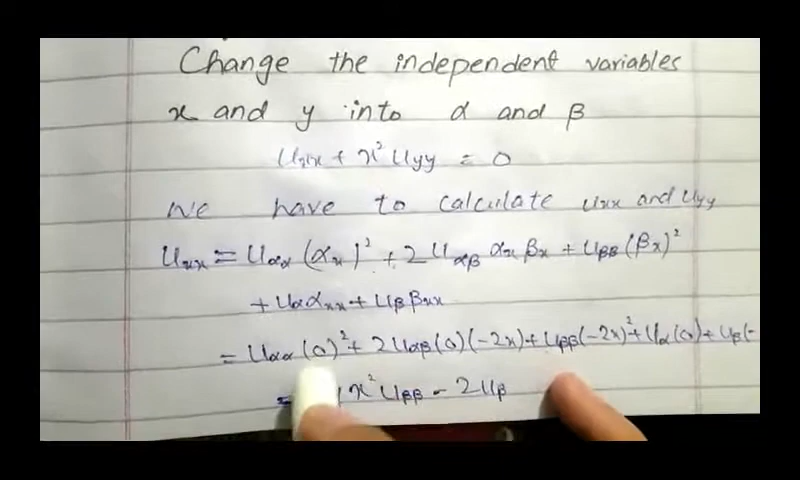 Change the independent variables
x and y into α and β
uxx + x² uyy = 0
We have to calculate uxx and uyy
uxx = uαα (αx)² + 2 uαβ αx βx + uββ (βx)²
+ uα αxx + uβ βxx
= uαα (0)² + 2uαβ (0) (-2x) + uββ (-2x)² + uα (0) + uβ (-
= x² uββ - 2 uβ